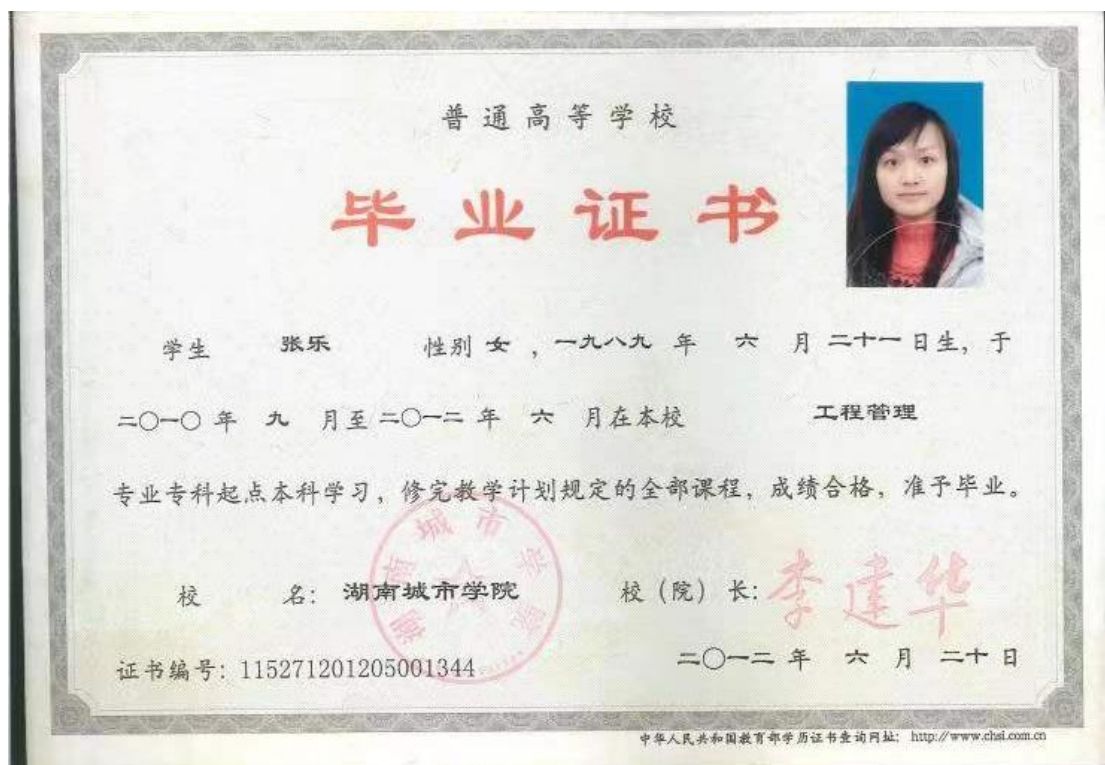 普通高等学校
毕业证书
学生 张乐 性别 女 ，一九八九 年 六 月 二十一 日生，于
二〇一〇 年 九 月至 二〇一二 年 六 月在本校 工程管理
专业专科起点本科学习，修完教学计划规定的全部课程，成绩合格，准予毕业。
湖南城市学院
校 名：湖南城市学院 校（院）长：李建华
证书编号：115271201205001344 二〇一二 年 六 月 二十 日
中华人民共和国教育部学历证书查询网址：http://www.chsi.com.cn